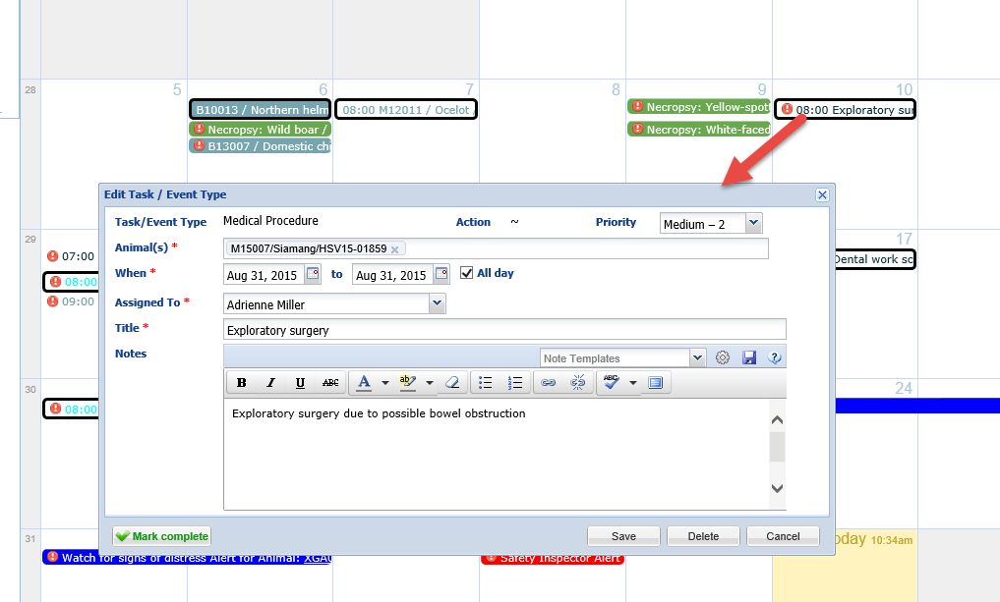 28
5
6
7
8
9
10
B10013 / Northern helm
08:00 M12011 / Ocelot /
Necropsy: Yellow-spot
08:00 Exploratory sur
Necropsy: Wild boar /
Necropsy: White-faced
B13007 / Domestic chi
Edit Task / Event Type
Task/Event Type
Medical Procedure
Action
~
Priority
Medium – 2
29
17
Animal(s) *
M15007/Siamang/HSV15-01859
07:00
Dental work sc
When *
Aug 31, 2015
to
Aug 31, 2015
All day
08:00
09:00
Assigned To *
Adrienne Miller
Title *
Exploratory surgery
Notes
Note Templates
B I U ABC A ab ABC
30
24
08:00
Exploratory surgery due to possible bowel obstruction
31
Mark complete
Save
Delete
Cancel
oday 10:34am
Watch for signs of distress Alert for Animal: XGA
Safety Inspector Alert